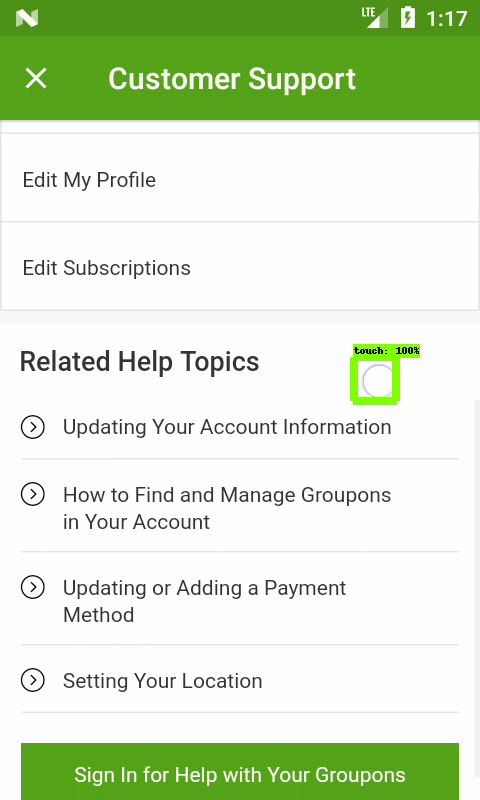 LTE 1:17
Customer Support
Edit My Profile
Edit Subscriptions
touch: 100%
Related Help Topics
Updating Your Account Information
How to Find and Manage Groupons
in Your Account
Updating or Adding a Payment
Method
Setting Your Location
Sign In for Help with Your Groupons